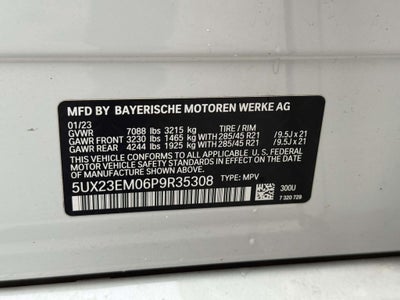 MFD BY BAYERISCHE MOTOREN WERKE AG
01/23
GVWR 7088 lbs 3215 kg TIRE / RIM
GAWR FRONT 3230 lbs 1465 kg WITH 285/45 R21 /9.5J x 21
GAWR REAR 4244 lbs 1925 kg WITH 285/45 R21 /9.5J x 21
THIS VEHICLE CONFORMS TO ALL APPLICABLE U.S. FEDERAL
MOTOR VEHICLE SAFETY STANDARDS IN EFFECT ON THE DATE
OF MANUFACTURE SHOWN ABOVE.
5UX23EM06P9R35308 TYPE: MPV 300U
7 320 729